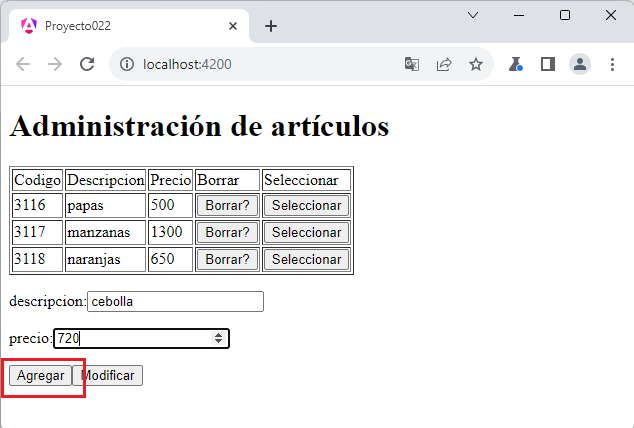 Proyecto022
localhost:4200
Administración de artículos
Codigo Descripcion Precio Borrar Seleccionar
3116 papas 500 Borrar? Seleccionar
3117 manzanas 1300 Borrar? Seleccionar
3118 naranjas 650 Borrar? Seleccionar
descripcion: cebolla
precio: 720
Agregar Modificar